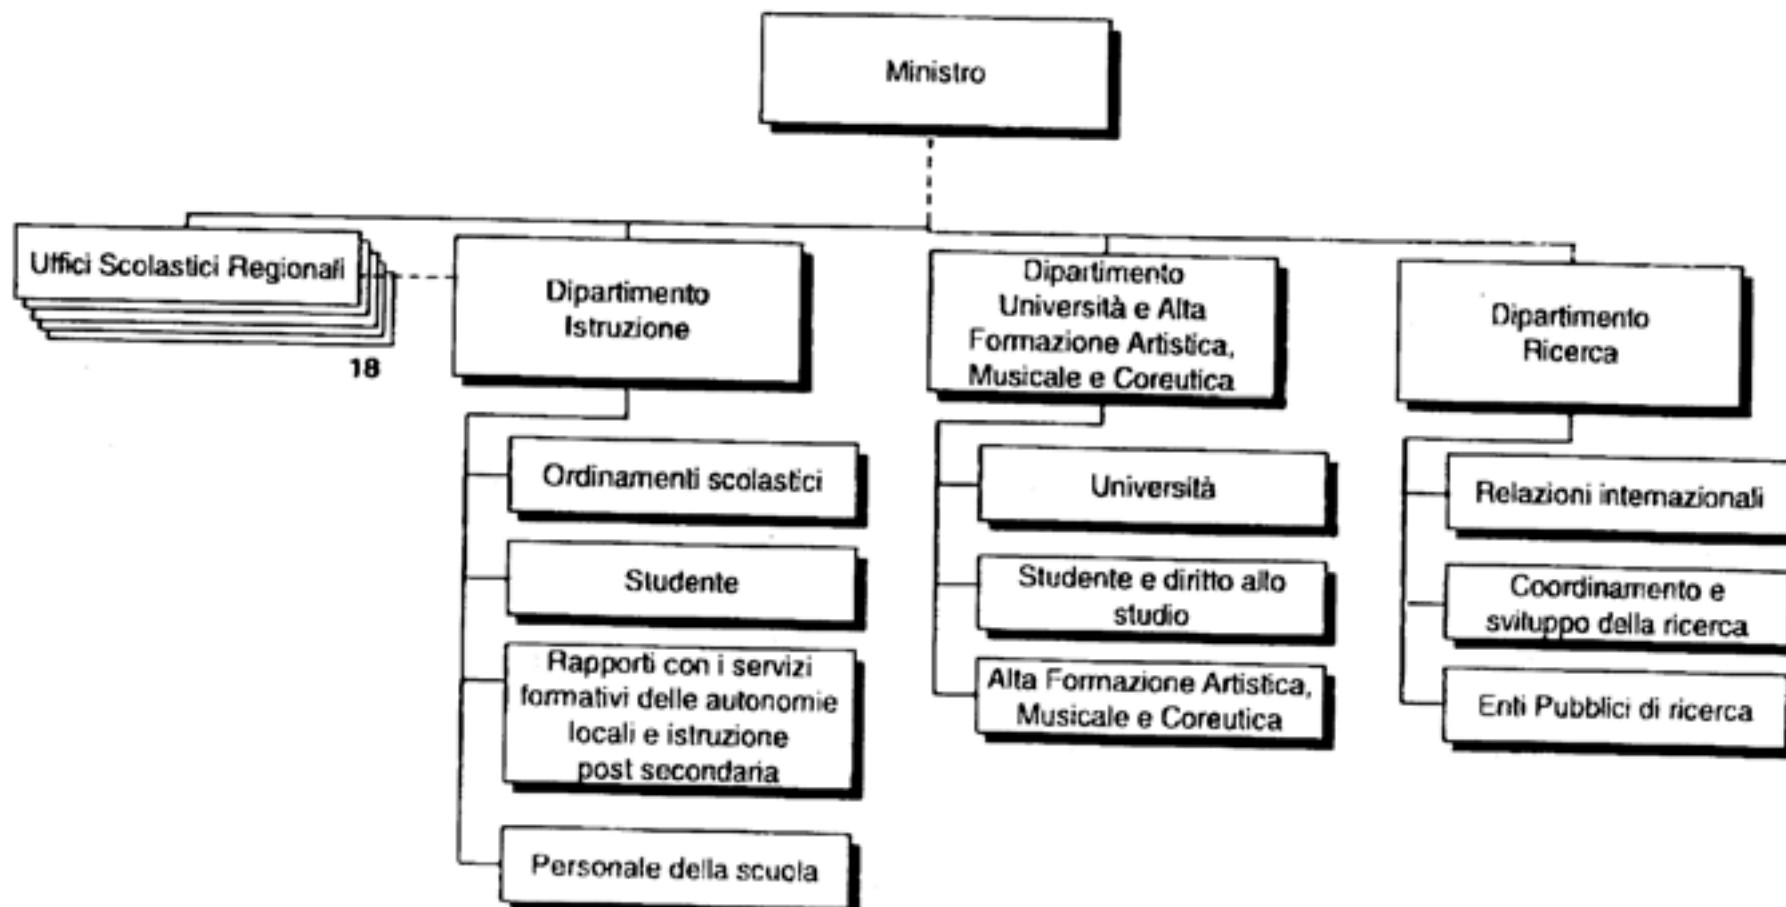 Ministro
Uffici Scolastici Regionali
18
Dipartimento
Istruzione
Dipartimento
Università e Alta
Formazione Artistica,
Musicale e Coreutica
Dipartimento
Ricerca
Ordinamenti scolastici
Studente
Rapporti con i servizi
formativi delle autonomie
locali e istruzione
post secondaria
Personale della scuola
Università
Studente e diritto allo
studio
Alta Formazione Artistica,
Musicale e Coreutica
Relazioni internazionali
Coordinamento e
sviluppo della ricerca
Enti Pubblici di ricerca